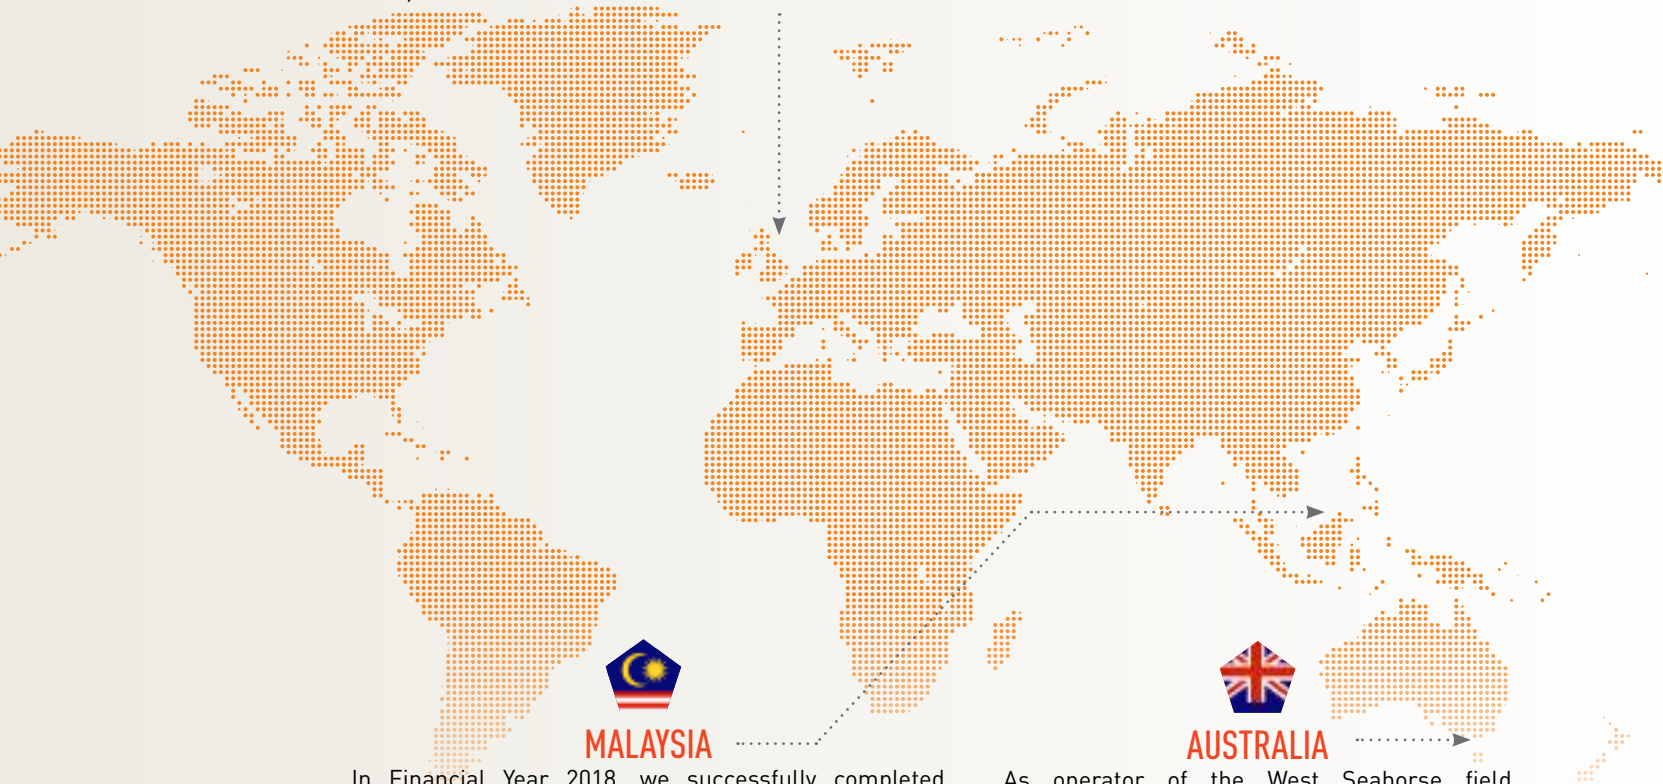 MALAYSIA
AUSTRALIA
In Financial Year 2018, we successfully completed
As operator of the West Seahorse field